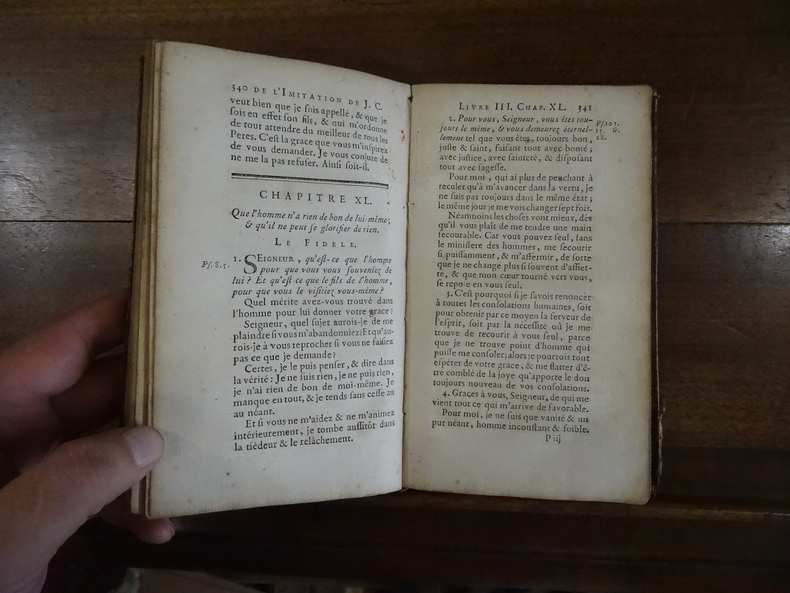 340 DE L'IMITATION DE J. C.
veut bien que je sois appellé, & que je
sois en effet son fils, & qui m'ordonne
de tout attendre du meilleur de tous les
Peres. C'est la grace que vous m'inspirez
de vous demander. Je vous conjure de
ne me la pas refuser. Ainsi soit-il.
CHAPITRE XL.
Que l'homme n'a rien de bon de lui-même;
& qu'il ne peut se glorifier de rien.
LE FIDELE.
1. SEIGNEUR, qu'est-ce que l'homme
Ps. 8. 5.
pour que vous vous souveniez de
lui? Et qu'est-ce que le fils de l'homme,
pour que vous le visitiez vous-même?
Quel mérite avez-vous trouvé dans
l'homme pour lui donner votre grace?
Seigneur, quel sujet aurois-je de me
plaindre si vous m'abandonniez? Et qu'au-
rois-je à vous reprocher si vous ne faisiez
pas ce que je demande?
Certes, je le puis penser, & dire dans
la vérité: Je ne suis rien, je ne puis rien,
je n'ai rien de bon de moi-même. Je
manque en tout, & je tends sans cesse au
au néant.
Et si vous ne m'aidez & ne m'animez
intérieurement, je tombe aussitôt dans
la tiédeur & le relâchement.
LIVRE III. CHAP. XL. 341
2. Pour vous, Seigneur, vous êtes tou-
jours le même, & vous demeurez éternel-
lement tel que vous êtes, toujours bon,
juste & saint, faisant tout avec bonté;
avec justice, avec sainteté, & disposant
tout avec sagesse.
Ps. 101.
&
28.
Pour moi, qui ai plus de penchant à
reculer qu'à m'avancer dans la vertu, je
ne suis pas toujours dans le même état;
le même jour je me vois changer sept fois.
Néanmoins les choses vont mieux, dès
qu'il vous plaît de me tendre une main
secourable. Car vous pouvez seul, sans
le ministere des hommes, me secourir
si puissamment, & m'affermir, de sorte
que je ne change plus si souvent d'assiet-
te, & que mon cœur tourné vers vous,
se repose en vous seul.
3. C'est pourquoi si je savois renoncer
à toutes les consolations humaines, soit
pour obtenir par ce moyen la ferveur de
l'esprit, soit par la nécessité où je me
trouve de recourir à vous seul, parce
que je ne trouve point d'homme qui
puisse me consoler; alors je pourrois tout
espérer de votre grace, & me flatter d'ê-
tre comblé de la joye qu'apporte le don
toujours nouveau de vos consolations.
4. Graces à vous, Seigneur, de qui me
vient tout ce qui m'arrive de favorable.
Pour moi, je ne suis que vanité & un
pur néant, homme inconstant & foible.
P iij